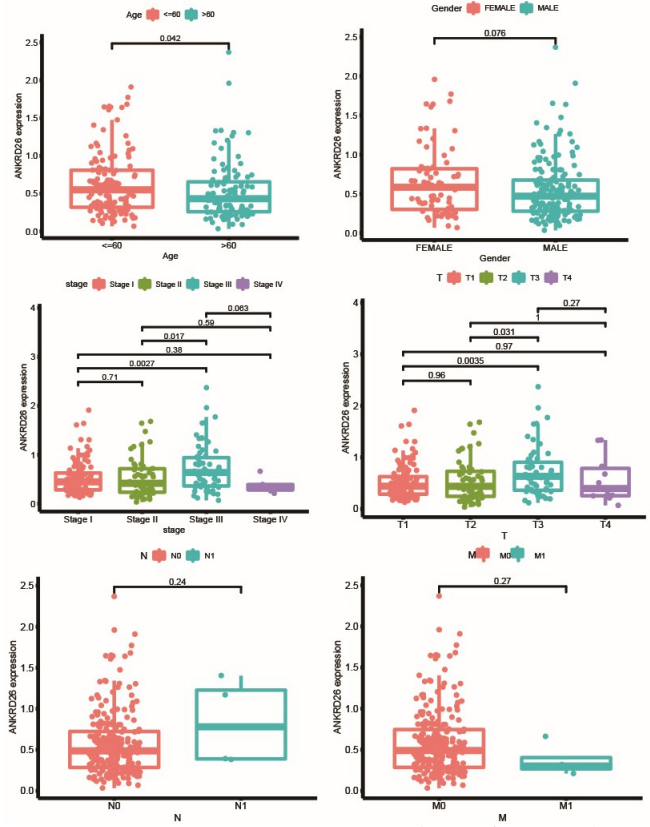 Age <=60 >60
0.042
2.5
2.0
1.5
1.0
0.5
0.0
ANKRD26 expression
<=60 >60
Age
Gender FEMALE MALE
0.076
2.5
2.0
1.5
1.0
0.5
0.0
ANKRD26 expression
FEMALE MALE
Gender
stage Stage I Stage II Stage III Stage IV
0.063
0.59
0.017
0.38
0.0027
0.71
4
3
2
1
0
ANKRD26 expression
Stage I Stage II Stage III Stage IV
stage
T T1 T2 T3 T4
0.27
1
0.031
0.97
0.0035
0.96
4
3
2
1
0
ANKRD26 expression
T1 T2 T3 T4
T
N N0 N1
0.24
2.5
2.0
1.5
1.0
0.5
0.0
ANKRD26 expression
N0 N1
N
M M0 M1
0.27
2.5
2.0
1.5
1.0
0.5
0.0
ANKRD26 expression
M0 M1
M